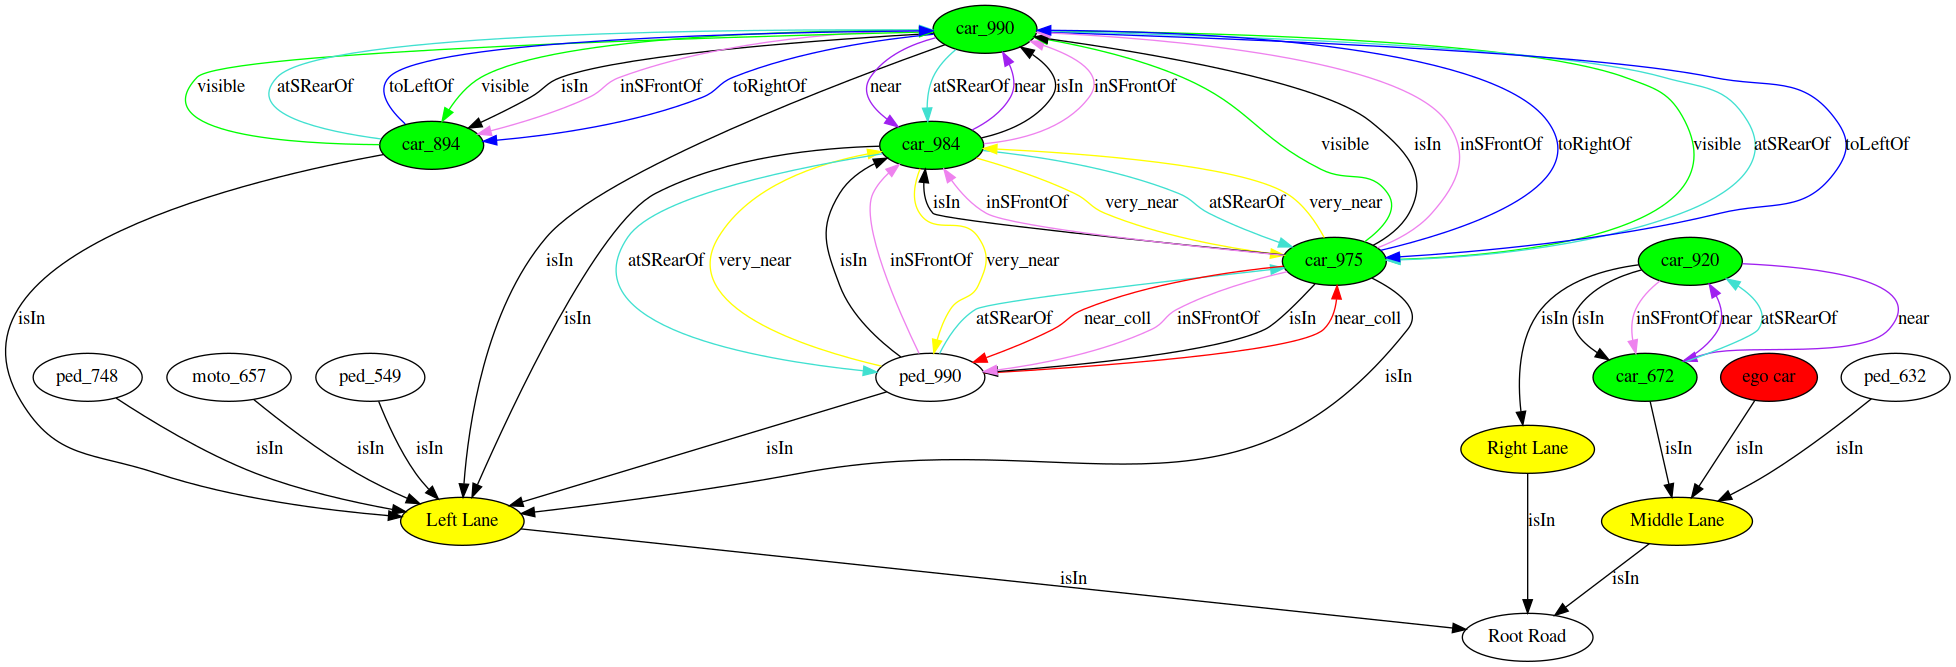 car_990
visible
atSRearOf
toLeftOf
visible
isIn
inSFrontOf
toRightOf
near
atSRearOf
near
isIn
inSFrontOf
car_894
car_984
visible
isIn
inSFrontOf
toRightOf
visible
atSRearOf
toLeftOf
isIn
inSFrontOf
very_near
atSRearOf
very_near
isIn
isIn
atSRearOf
very_near
isIn
inSFrontOf
very_near
car_975
car_920
isIn
atSRearOf
near_coll
inSFrontOf
isIn
near_coll
isIn
isIn
inSFrontOf
near
atSRearOf
near
ped_748
moto_657
ped_549
ped_990
isIn
car_672
ego car
ped_632
isIn
isIn
isIn
isIn
Right Lane
isIn
isIn
isIn
Left Lane
isIn
Middle Lane
isIn
isIn
Root Road